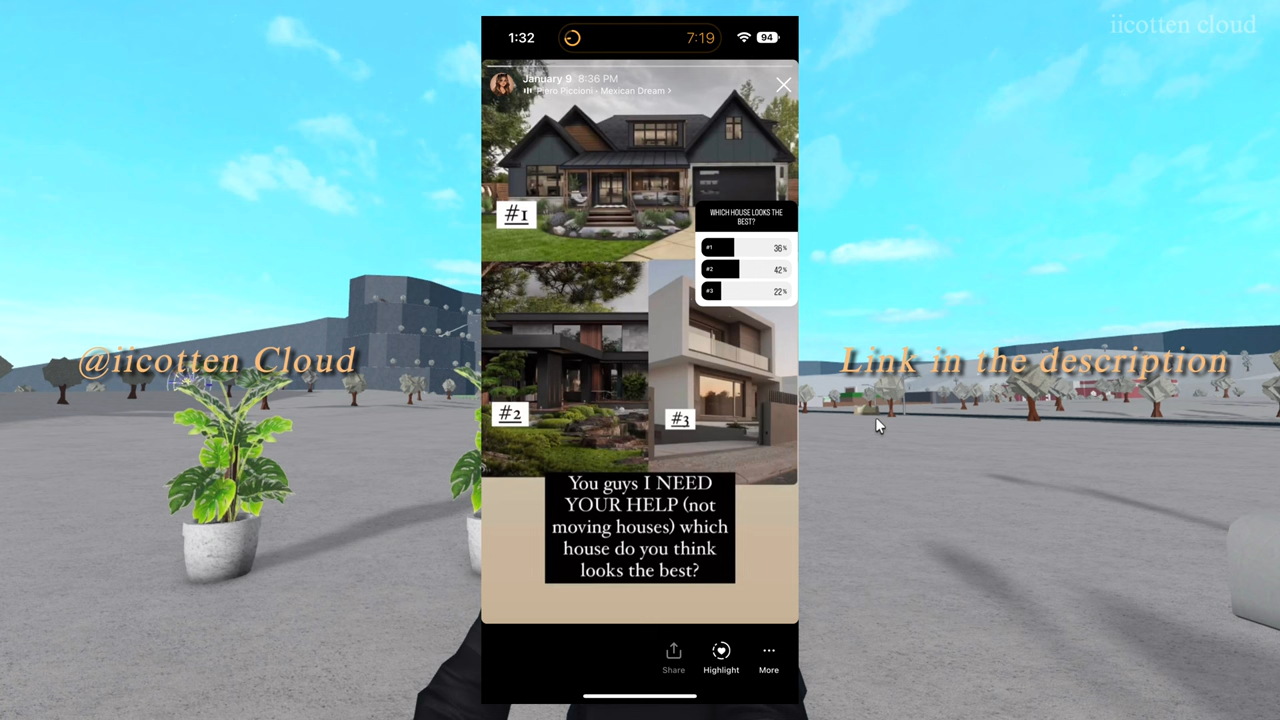 iicotten cloud
1:32
7:19
94
January 9 8:36 PM
Piero Piccioni · Mexican Dream >
#1
WHICH HOUSE LOOKS THE
BEST?
#1 36%
#2 42%
#3 22%
#2
#3
@iicotten Cloud
Link in the description
You guys I NEED
YOUR HELP (not
moving houses) which
house do you think
looks the best?
Share
Highlight
More